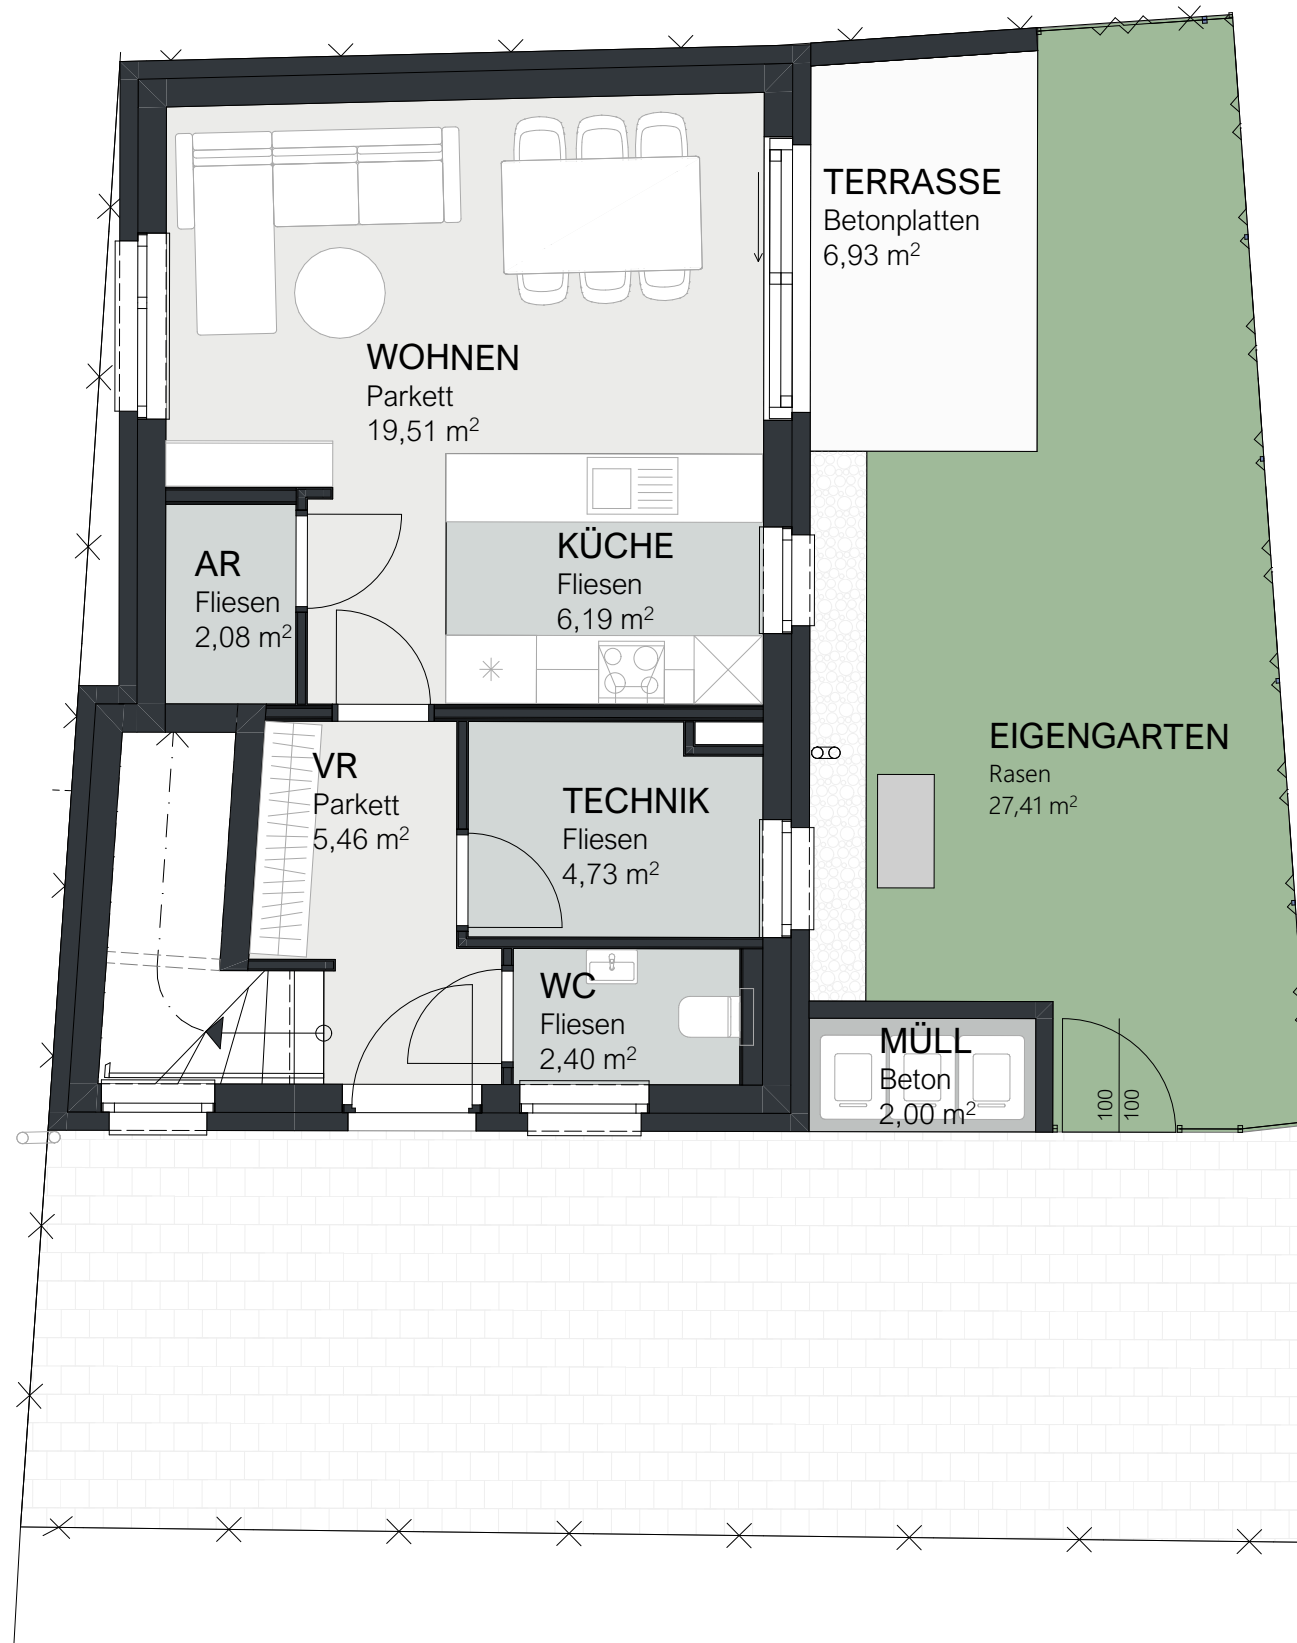 TERRASSE
Betonplatten
6,93 m²
WOHNEN
Parkett
19,51 m²
KÜCHE
Fliesen
6,19 m²
AR
Fliesen
2,08 m²
EIGENGARTEN
Rasen
27,41 m²
VR
Parkett
5,46 m²
TECHNIK
Fliesen
4,73 m²
WC
Fliesen
2,40 m²
MÜLL
Beton
2,00 m²
100
100